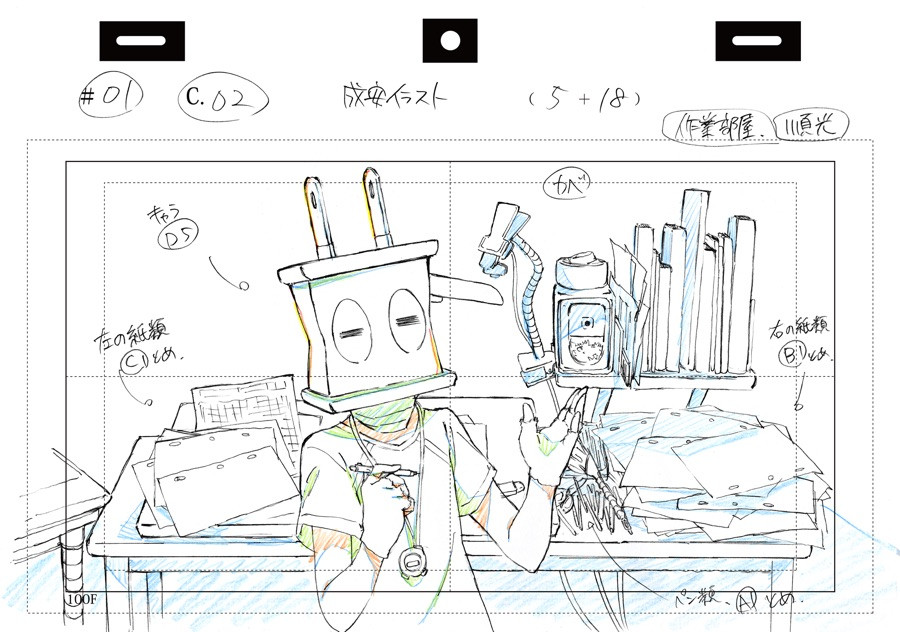 #01
C.02
成安イラスト
(5+18)
作業部屋、順光
カベ
キャラ
D5
左の紙類
C1とめ.
右の紙類
B1とめ.
100F
ペン類、A1とめ.